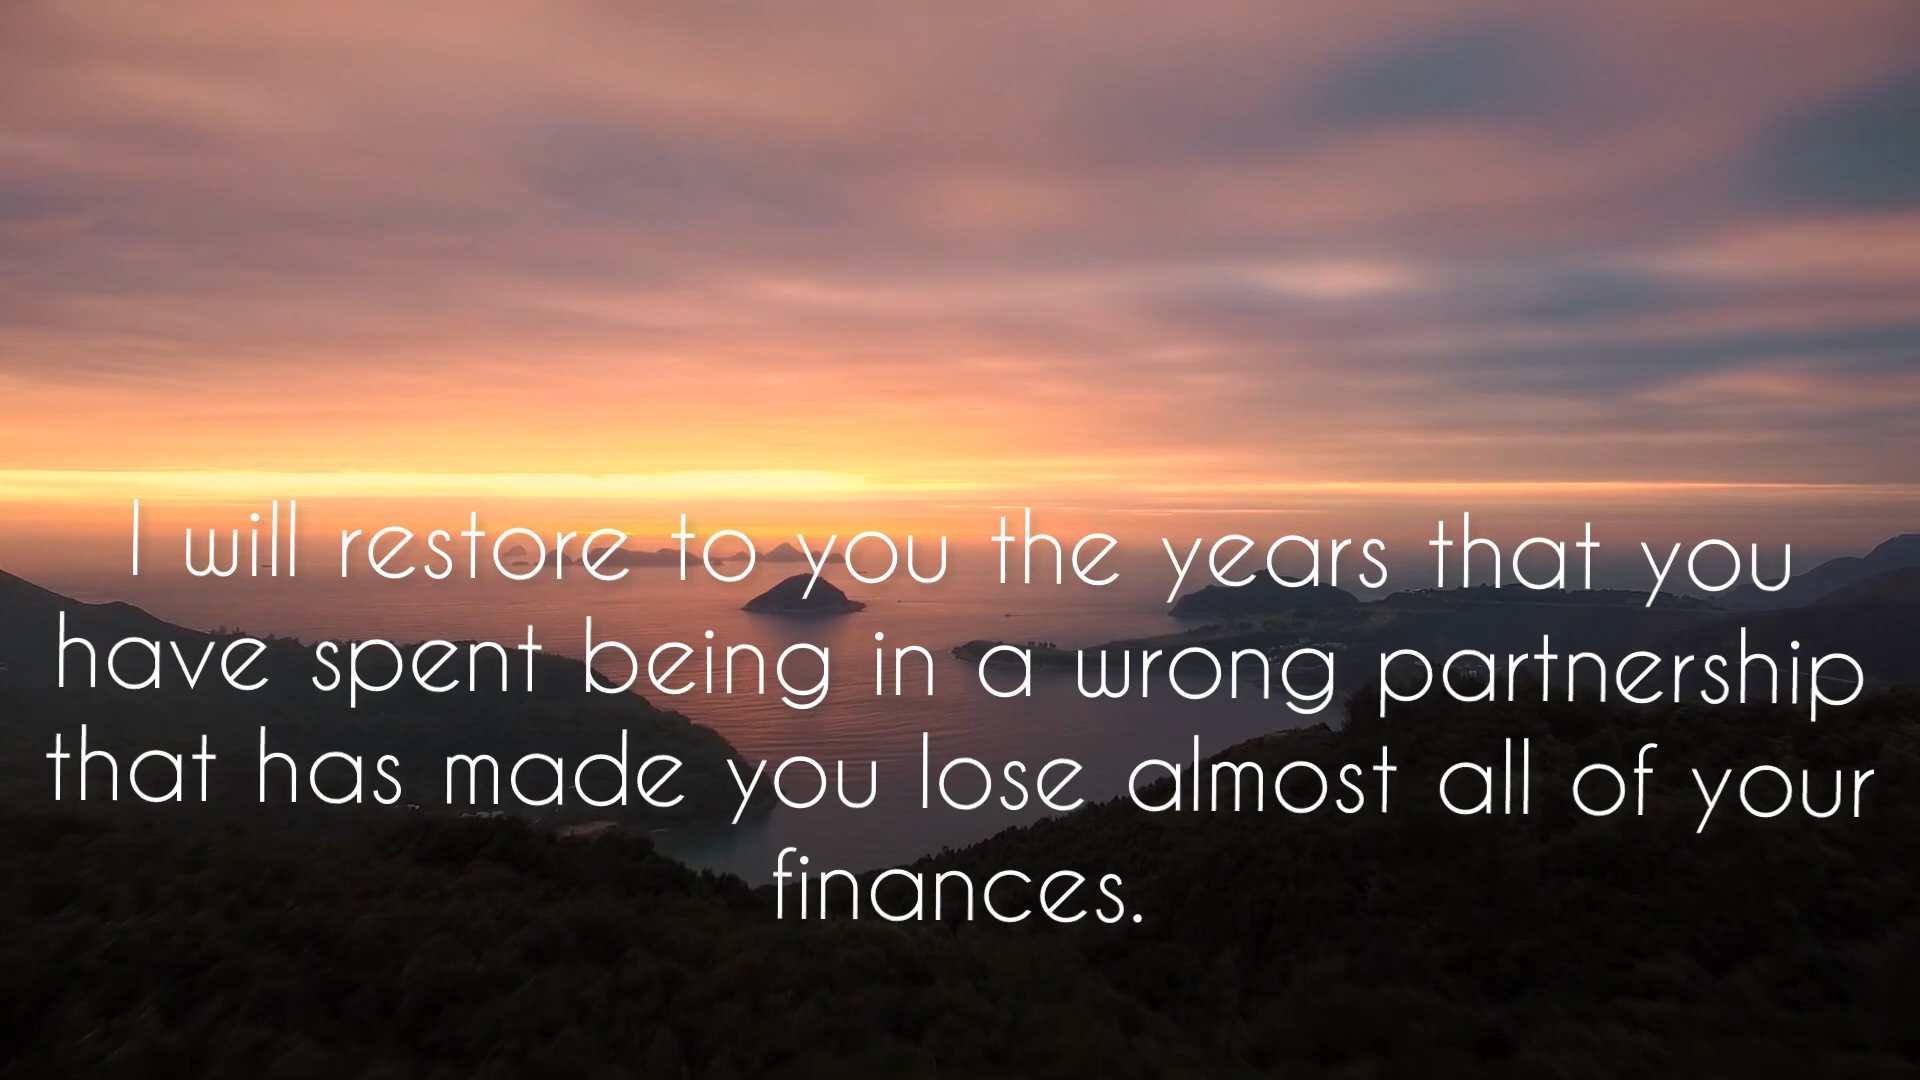 I will restore to you the years that you
have spent being in a wrong partnership
that has made you lose almost all of your
finances.